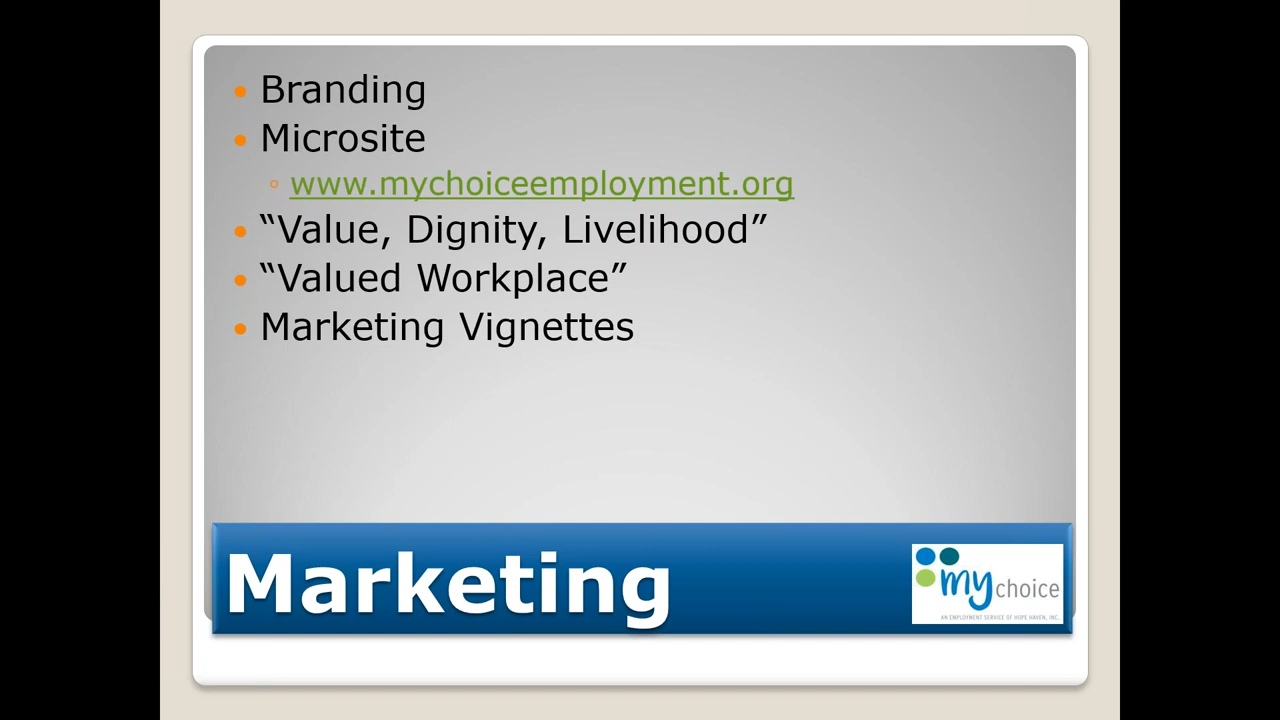 Branding
Microsite
www.mychoiceemployment.org
“Value, Dignity, Livelihood”
“Valued Workplace”
Marketing Vignettes
Marketing
my choice
AN EMPLOYMENT SERVICE OF HOPE HAVEN, INC.